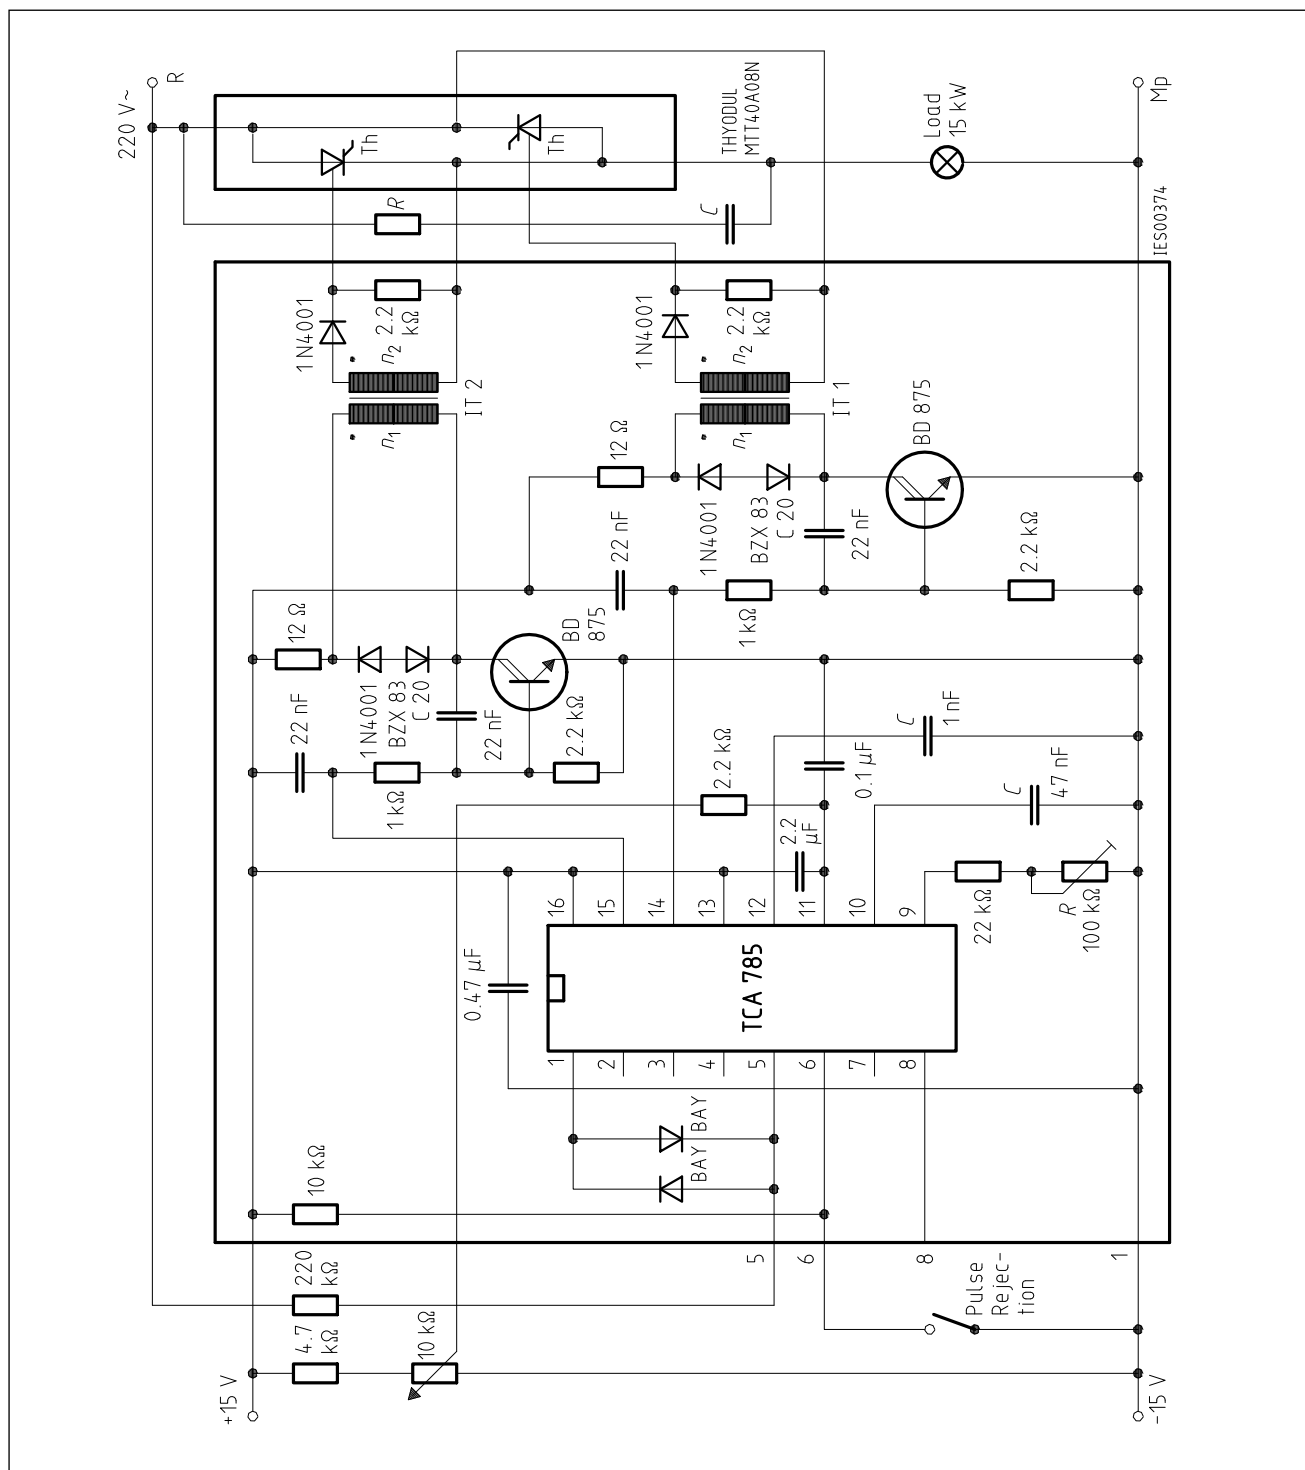 220 V~
R
Th
Th
THYODUL
MTT40A08N
Load
15 kW
Mp
R
C
IES00374
1N4001
2.2
kΩ
n2
n1
IT 2
1N4001
2.2
kΩ
n2
n1
IT 1
12 Ω
BD 875
22 nF
1N4001
BZX 83
C 20
22 nF
1 kΩ
2.2 kΩ
12 Ω
BD
875
22 nF
1N4001
BZX 83
C 20
22 nF
1 kΩ
2.2 kΩ
2.2 kΩ
0.1 µF
C
1 nF
C
47 nF
2.2
µF
22 kΩ
R
100 kΩ
0.47 µF
16
15
14
13
12
11
10
9
TCA 785
1
2
3
4
5
6
7
8
BAY
BAY
10 kΩ
5
6
8
1
220
kΩ
4.7
kΩ
10 kΩ
Pulse
Rejec-
tion
+15 V
-15 V